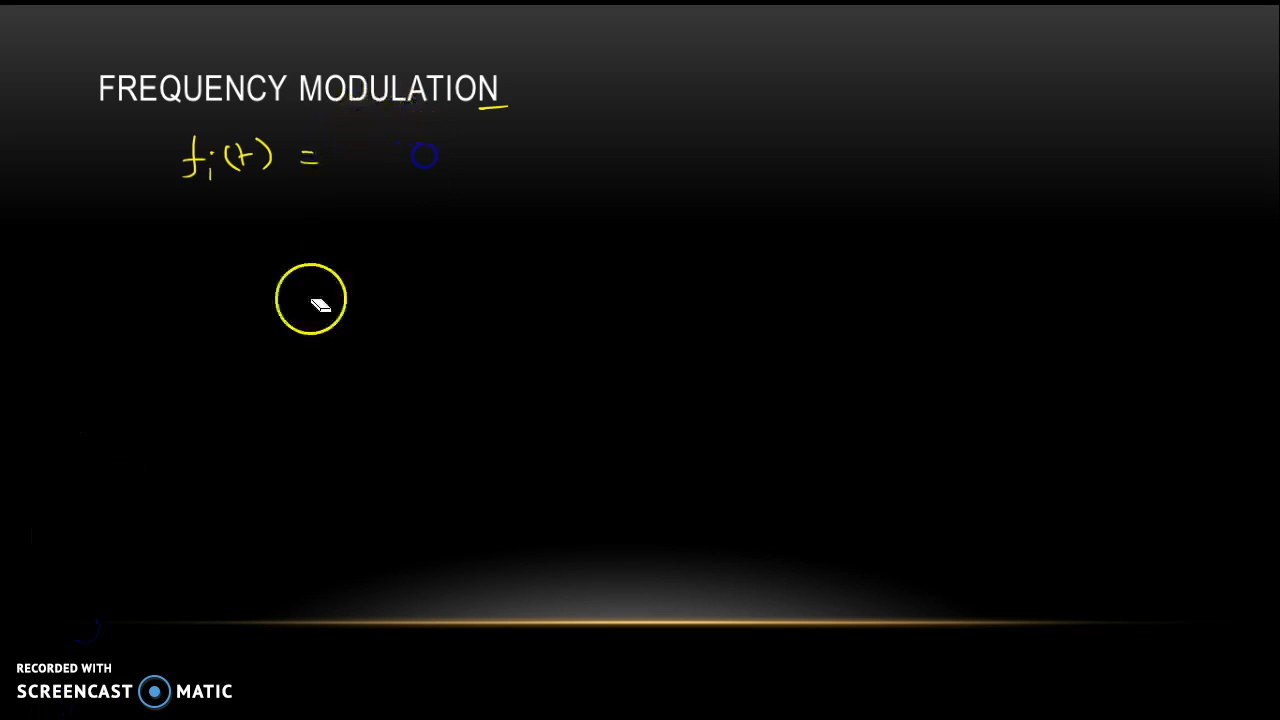 FREQUENCY MODULATION
fᵢ(t) =
RECORDED WITH
SCREENCAST MATIC